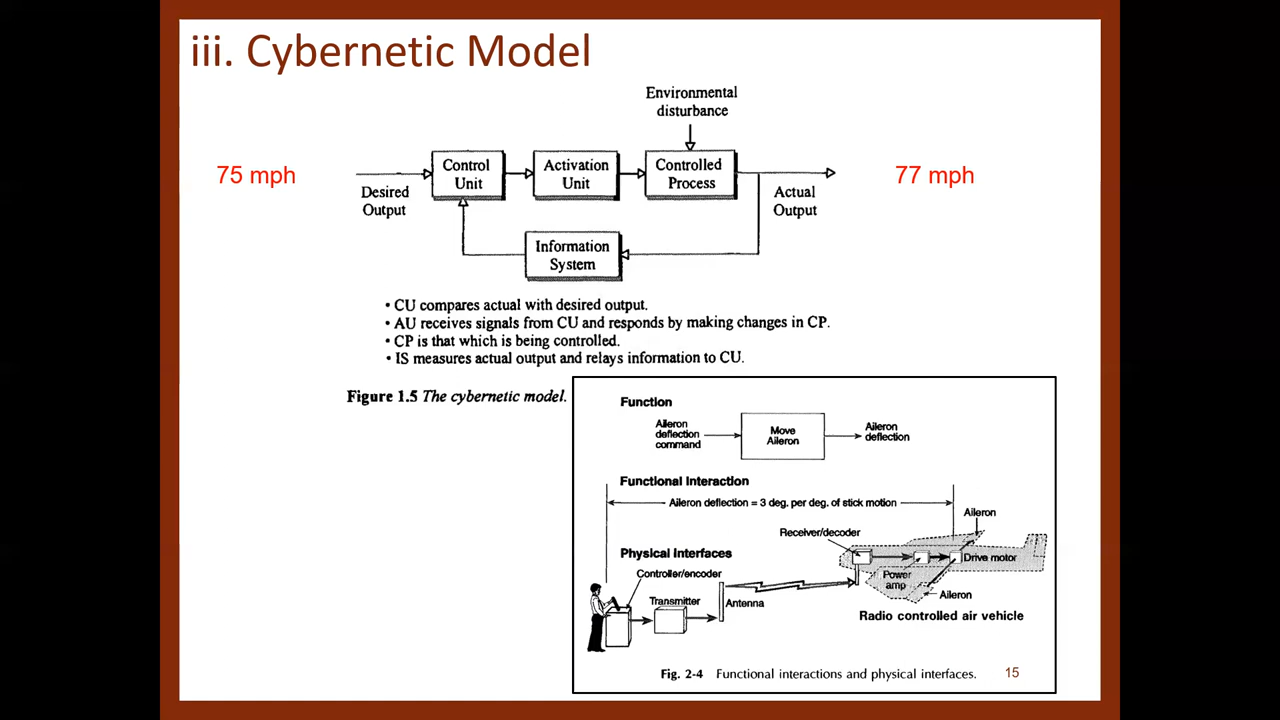 iii. Cybernetic Model
Environmental
disturbance
75 mph
Control
Unit
Activation
Unit
Controlled
Process
77 mph
Desired
Output
Actual
Output
Information
System
• CU compares actual with desired output.
• AU receives signals from CU and responds by making changes in CP.
• CP is that which is being controlled.
• IS measures actual output and relays information to CU.
Figure 1.5 The cybernetic model.
Function
Aileron
deflection
command
Move
Aileron
Aileron
deflection
Functional Interaction
Aileron deflection = 3 deg. per deg. of stick motion
Aileron
Receiver/decoder
Physical Interfaces
Drive motor
Controller/encoder
Power
amp
Transmitter
Antenna
Aileron
Radio controlled air vehicle
Fig. 2-4 Functional interactions and physical interfaces.
15